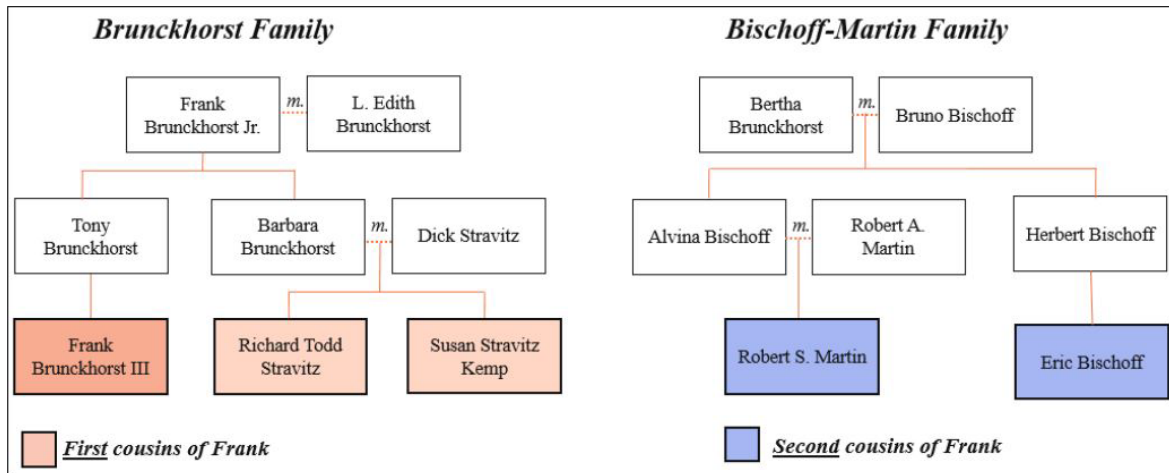 Brunckhorst Family
Bischoff-Martin Family
Frank
Brunckhorst Jr.
m.
L. Edith
Brunckhorst
Bertha
Brunckhorst
m.
Bruno Bischoff
Tony
Brunckhorst
Barbara
Brunckhorst
m.
Dick Stravitz
Alvina Bischoff
m.
Robert A.
Martin
Herbert Bischoff
Frank
Brunckhorst III
Richard Todd
Stravitz
Susan Stravitz
Kemp
Robert S. Martin
Eric Bischoff
First cousins of Frank
Second cousins of Frank